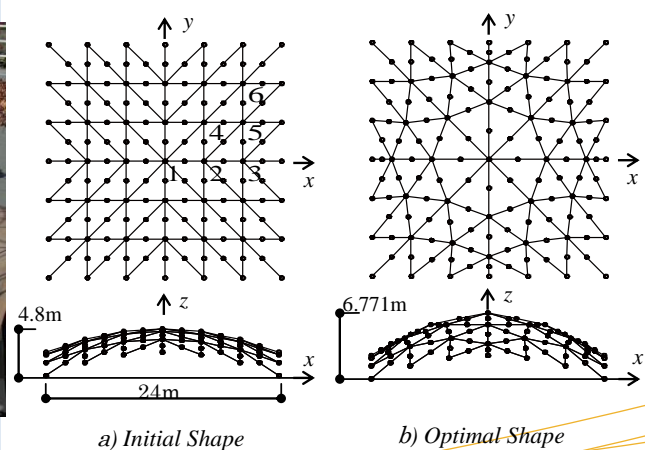 y
6
4 5
1 2 3
x
z
4.8m
x
24m
a) Initial Shape
y
x
z
6.771m
x
b) Optimal Shape